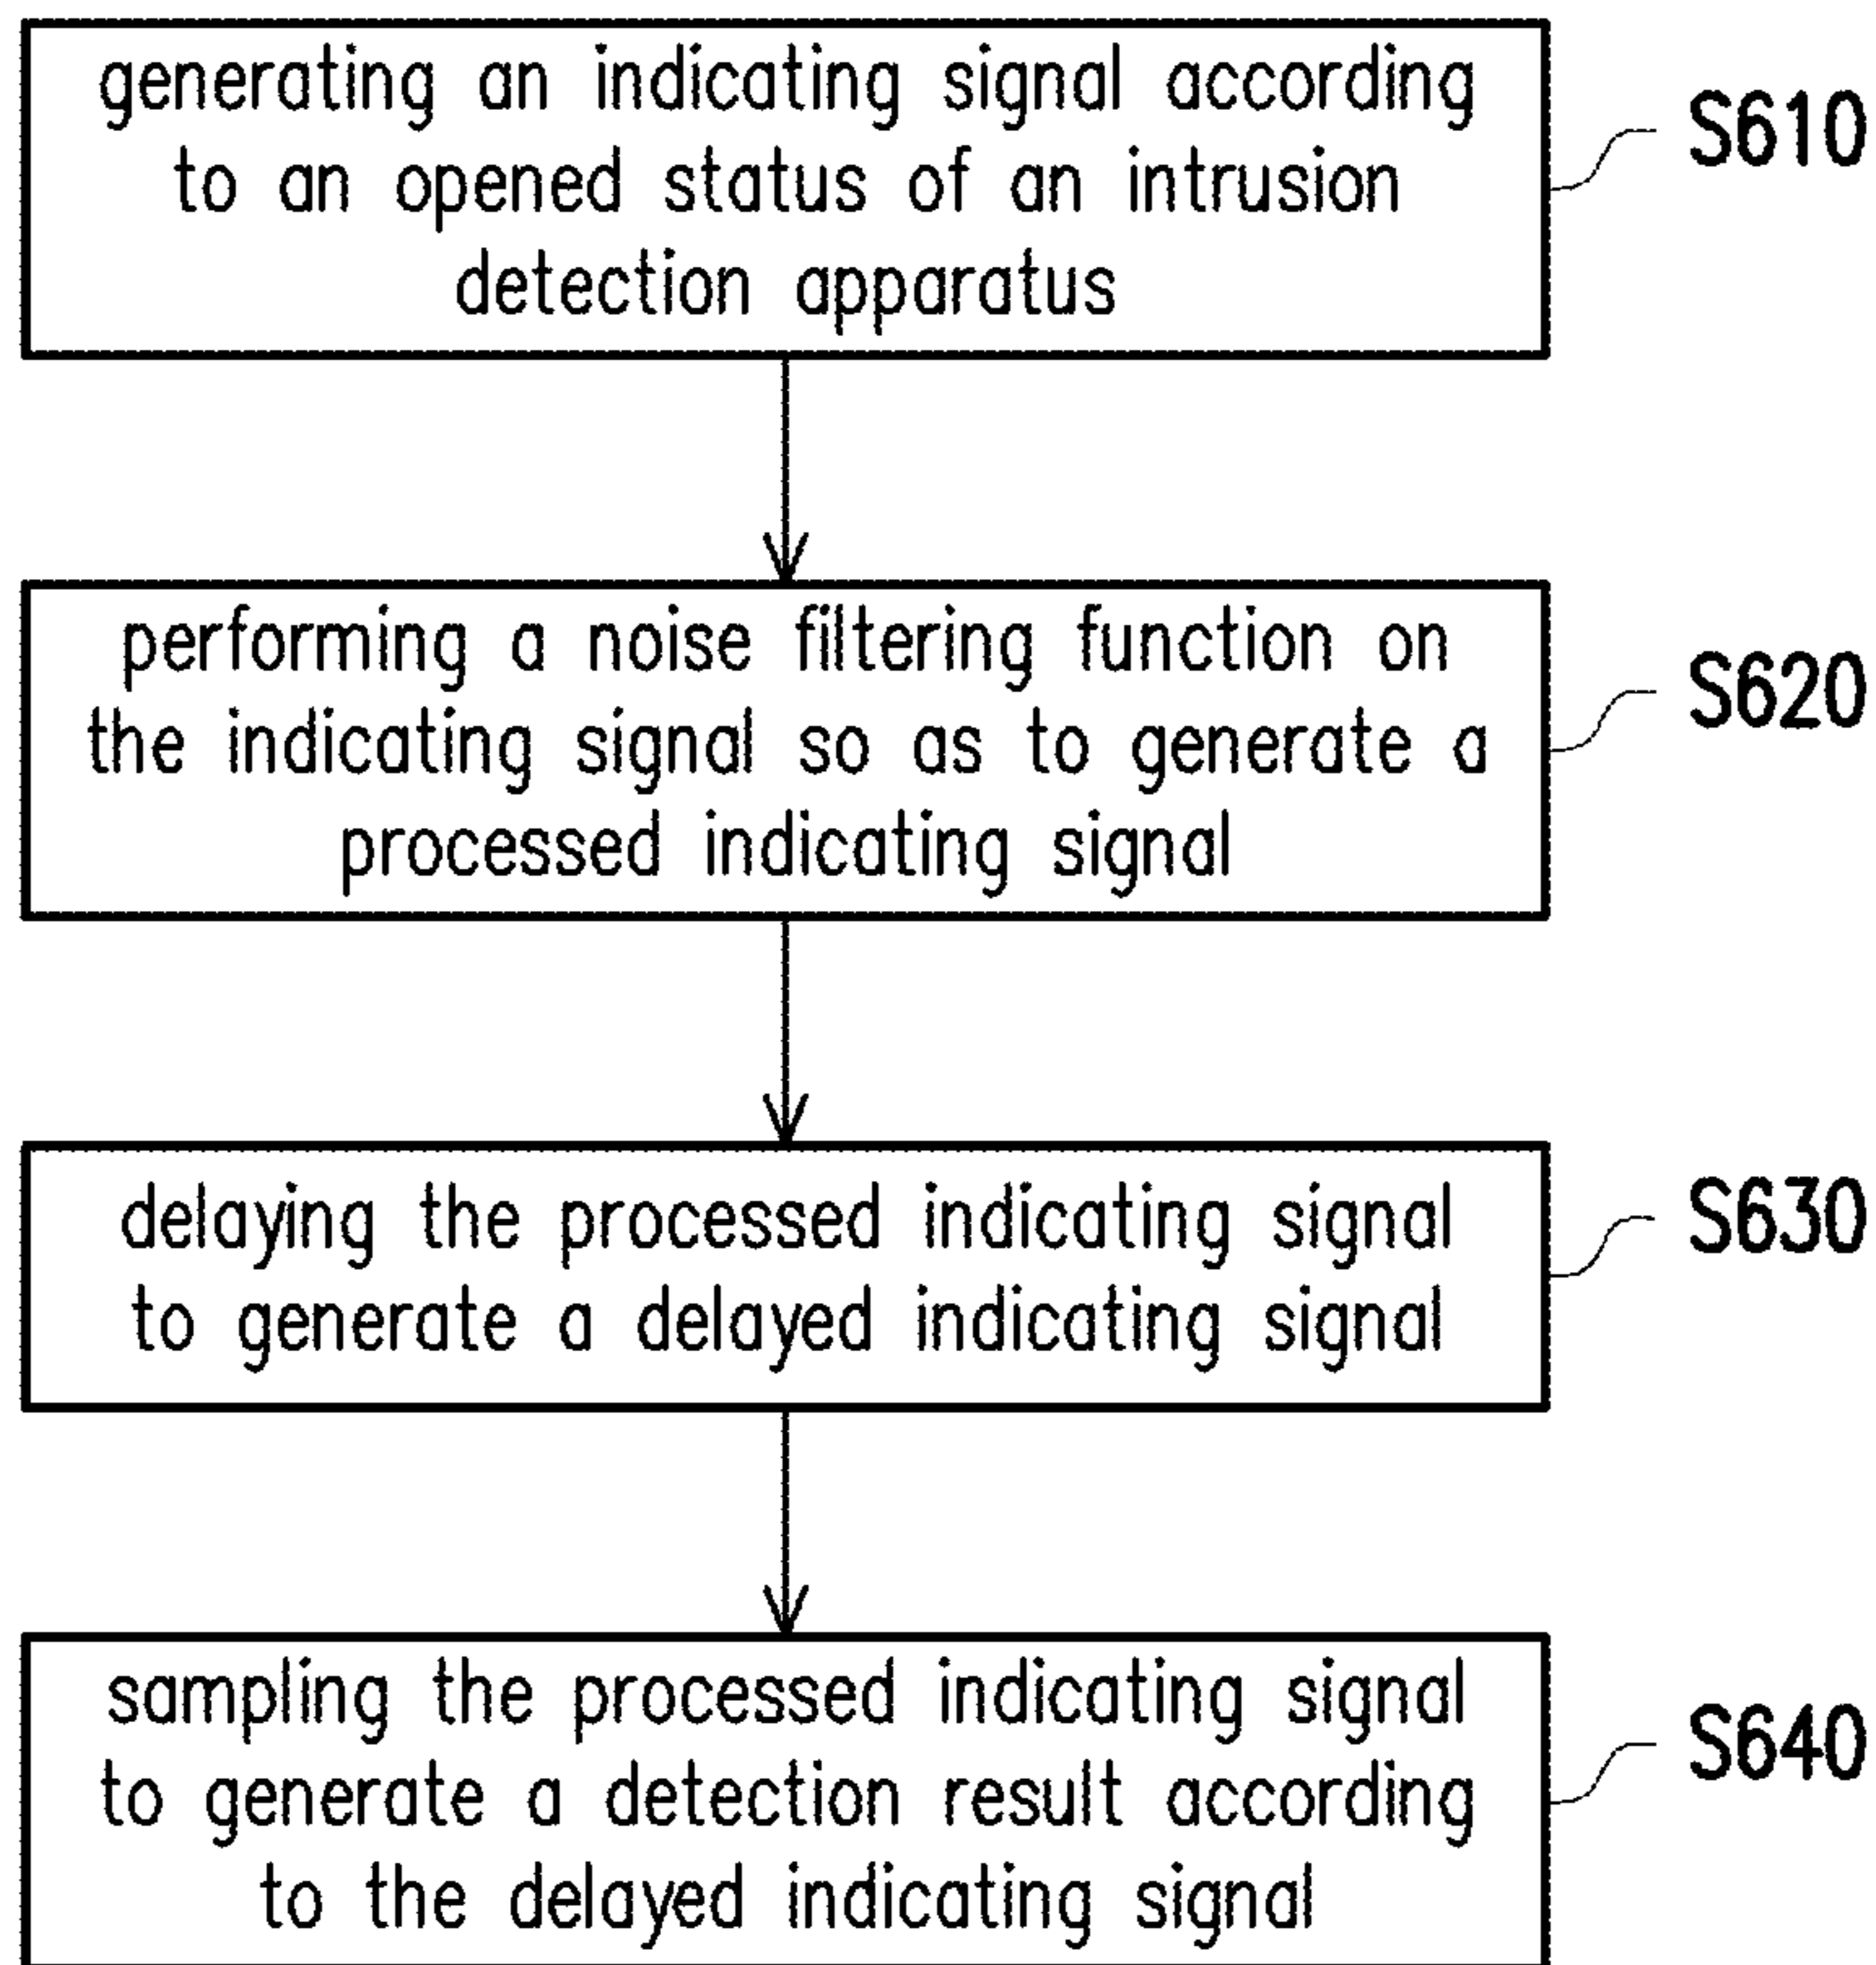 generating an indicating signal according
to an opened status of an intrusion
detection apparatus
S610
performing a noise filtering function on
the indicating signal so as to generate a
processed indicating signal
S620
delaying the processed indicating signal
to generate a delayed indicating signal
S630
sampling the processed indicating signal
to generate a detection result according
to the delayed indicating signal
S640